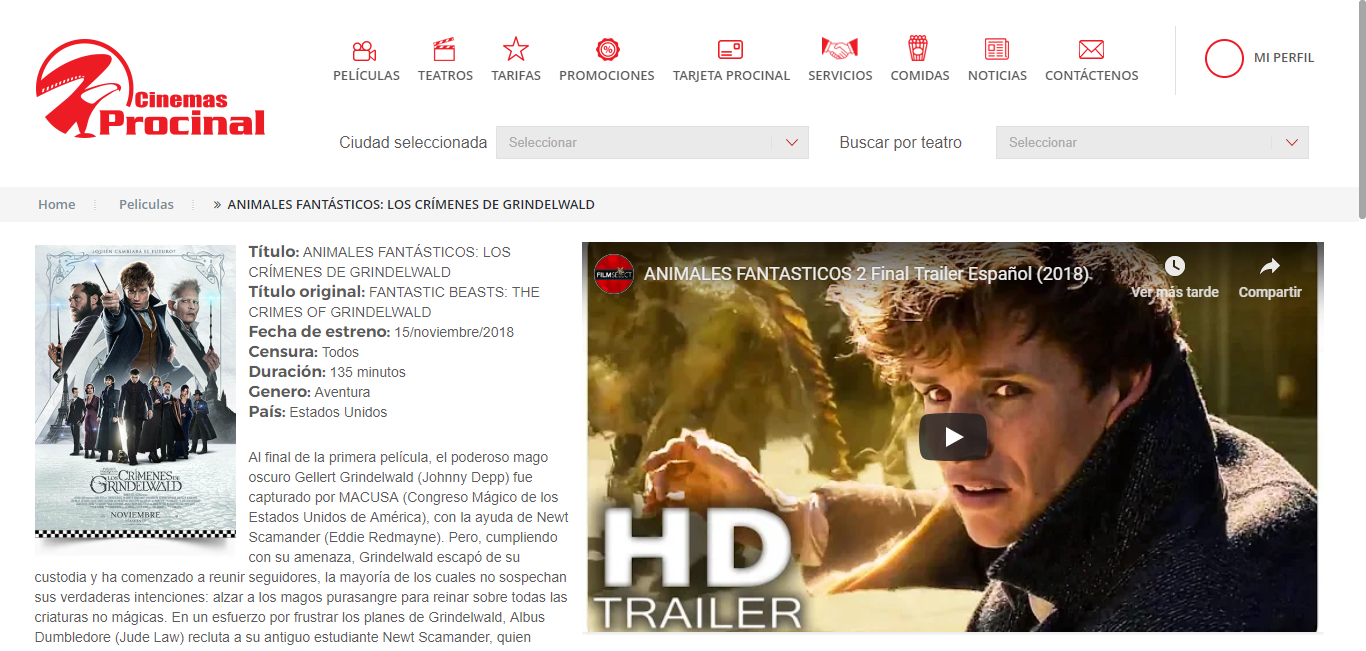 Cinemas
Procinal
PELÍCULAS
TEATROS
TARIFAS
PROMOCIONES
TARJETA PROCINAL
SERVICIOS
COMIDAS
NOTICIAS
CONTÁCTENOS
MI PERFIL
Ciudad seleccionada
Seleccionar
Buscar por teatro
Seleccionar
Home
Peliculas
» ANIMALES FANTÁSTICOS: LOS CRÍMENES DE GRINDELWALD
¿QUIÉN CAMBIARÁ EL FUTURO?
LOS CRÍMENES DE
GRINDELWALD
NOVIEMBRE
Título: ANIMALES FANTÁSTICOS: LOS
CRÍMENES DE GRINDELWALD
Título original: FANTASTIC BEASTS: THE
CRIMES OF GRINDELWALD
Fecha de estreno: 15/noviembre/2018
Censura: Todos
Duración: 135 minutos
Genero: Aventura
País: Estados Unidos
Al final de la primera película, el poderoso mago
oscuro Gellert Grindelwald (Johnny Depp) fue
capturado por MACUSA (Congreso Mágico de los
Estados Unidos de América), con la ayuda de Newt
Scamander (Eddie Redmayne). Pero, cumpliendo
con su amenaza, Grindelwald escapó de su
custodia y ha comenzado a reunir seguidores, la mayoría de los cuales no sospechan
sus verdaderas intenciones: alzar a los magos purasangre para reinar sobre todas las
criaturas no mágicas. En un esfuerzo por frustrar los planes de Grindelwald, Albus
Dumbledore (Jude Law) recluta a su antiguo estudiante Newt Scamander, quien
FILMSELECT
ANIMALES FANTASTICOS 2 Final Trailer Español (2018)
Ver más tarde
Compartir
HD
TRAILER